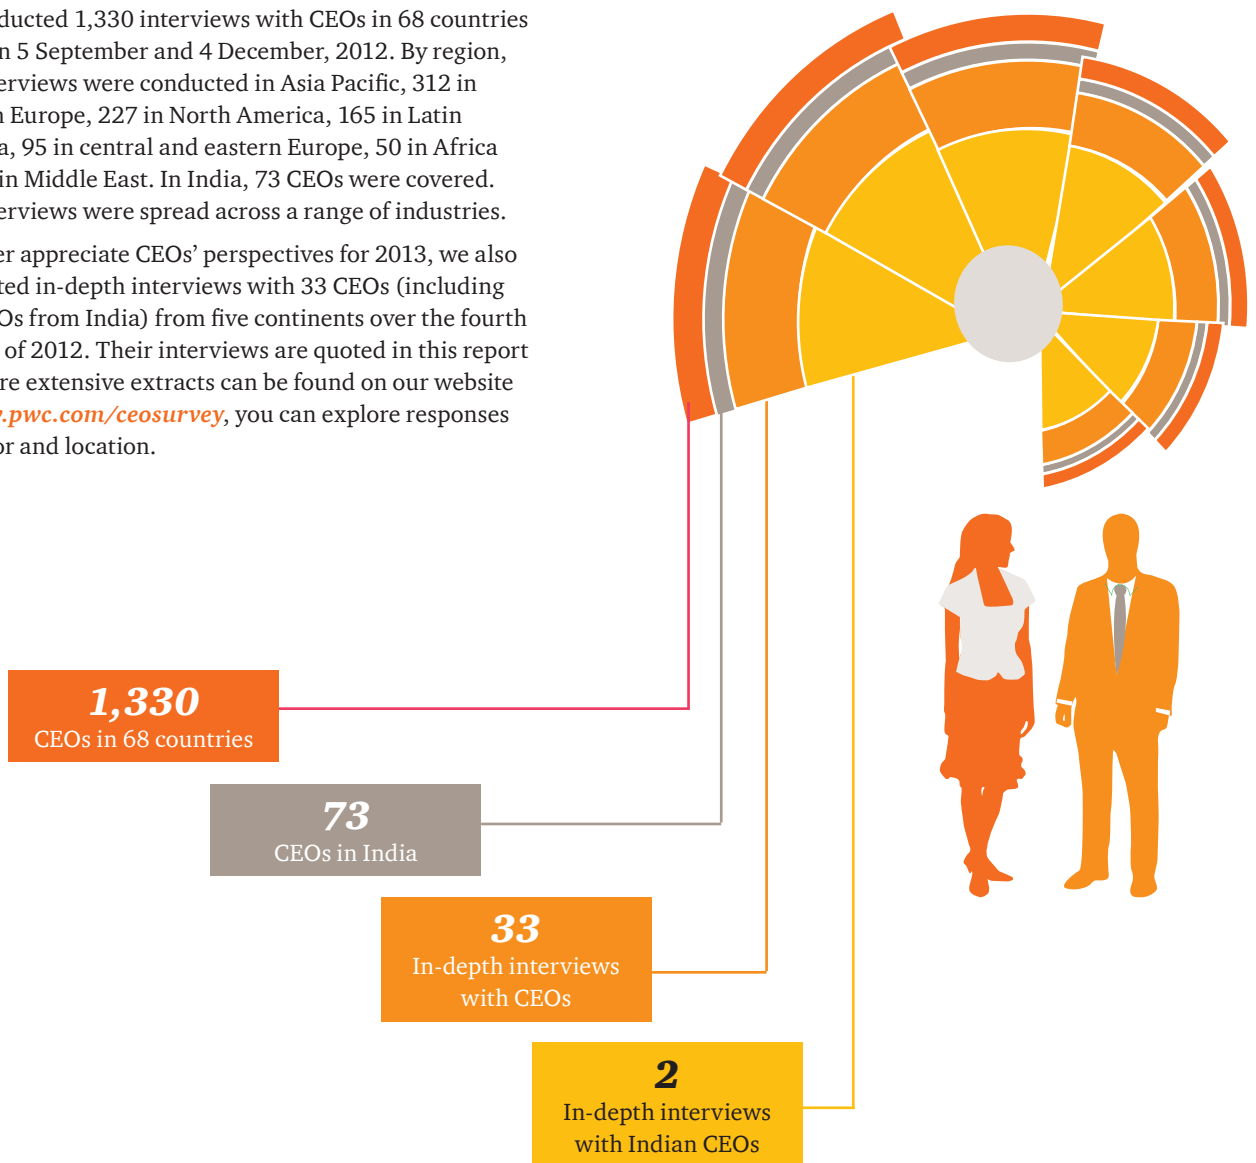 ducted 1,330 interviews with CEOs in 68 countries
n 5 September and 4 December, 2012. By region,
erviews were conducted in Asia Pacific, 312 in
n Europe, 227 in North America, 165 in Latin
a, 95 in central and eastern Europe, 50 in Africa
in Middle East. In India, 73 CEOs were covered.
erviews were spread across a range of industries.
er appreciate CEOs’ perspectives for 2013, we also
ted in-depth interviews with 33 CEOs (including
Os from India) from five continents over the fourth
of 2012. Their interviews are quoted in this report
re extensive extracts can be found on our website
.pwc.com/ceosurvey, you can explore responses
or and location.
1,330
CEOs in 68 countries
73
CEOs in India
33
In-depth interviews
with CEOs
2
In-depth interviews
with Indian CEOs